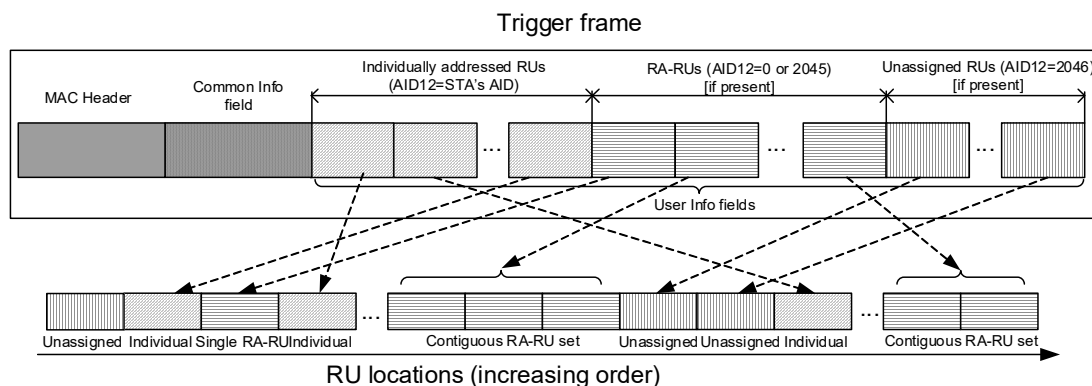 Trigger frame
Individually addressed RUs
(AID12=STA's AID)
RA-RUs (AID12=0 or 2045)
[if present]
Unassigned RUs (AID12=2046)
[if present]
MAC Header
Common Info
field
...
...
...
User Info fields
...
...
Unassigned Individual Single RA-RUIndividual Contiguous RA-RU set Unassigned Unassigned Individual Contiguous RA-RU set
RU locations (increasing order)